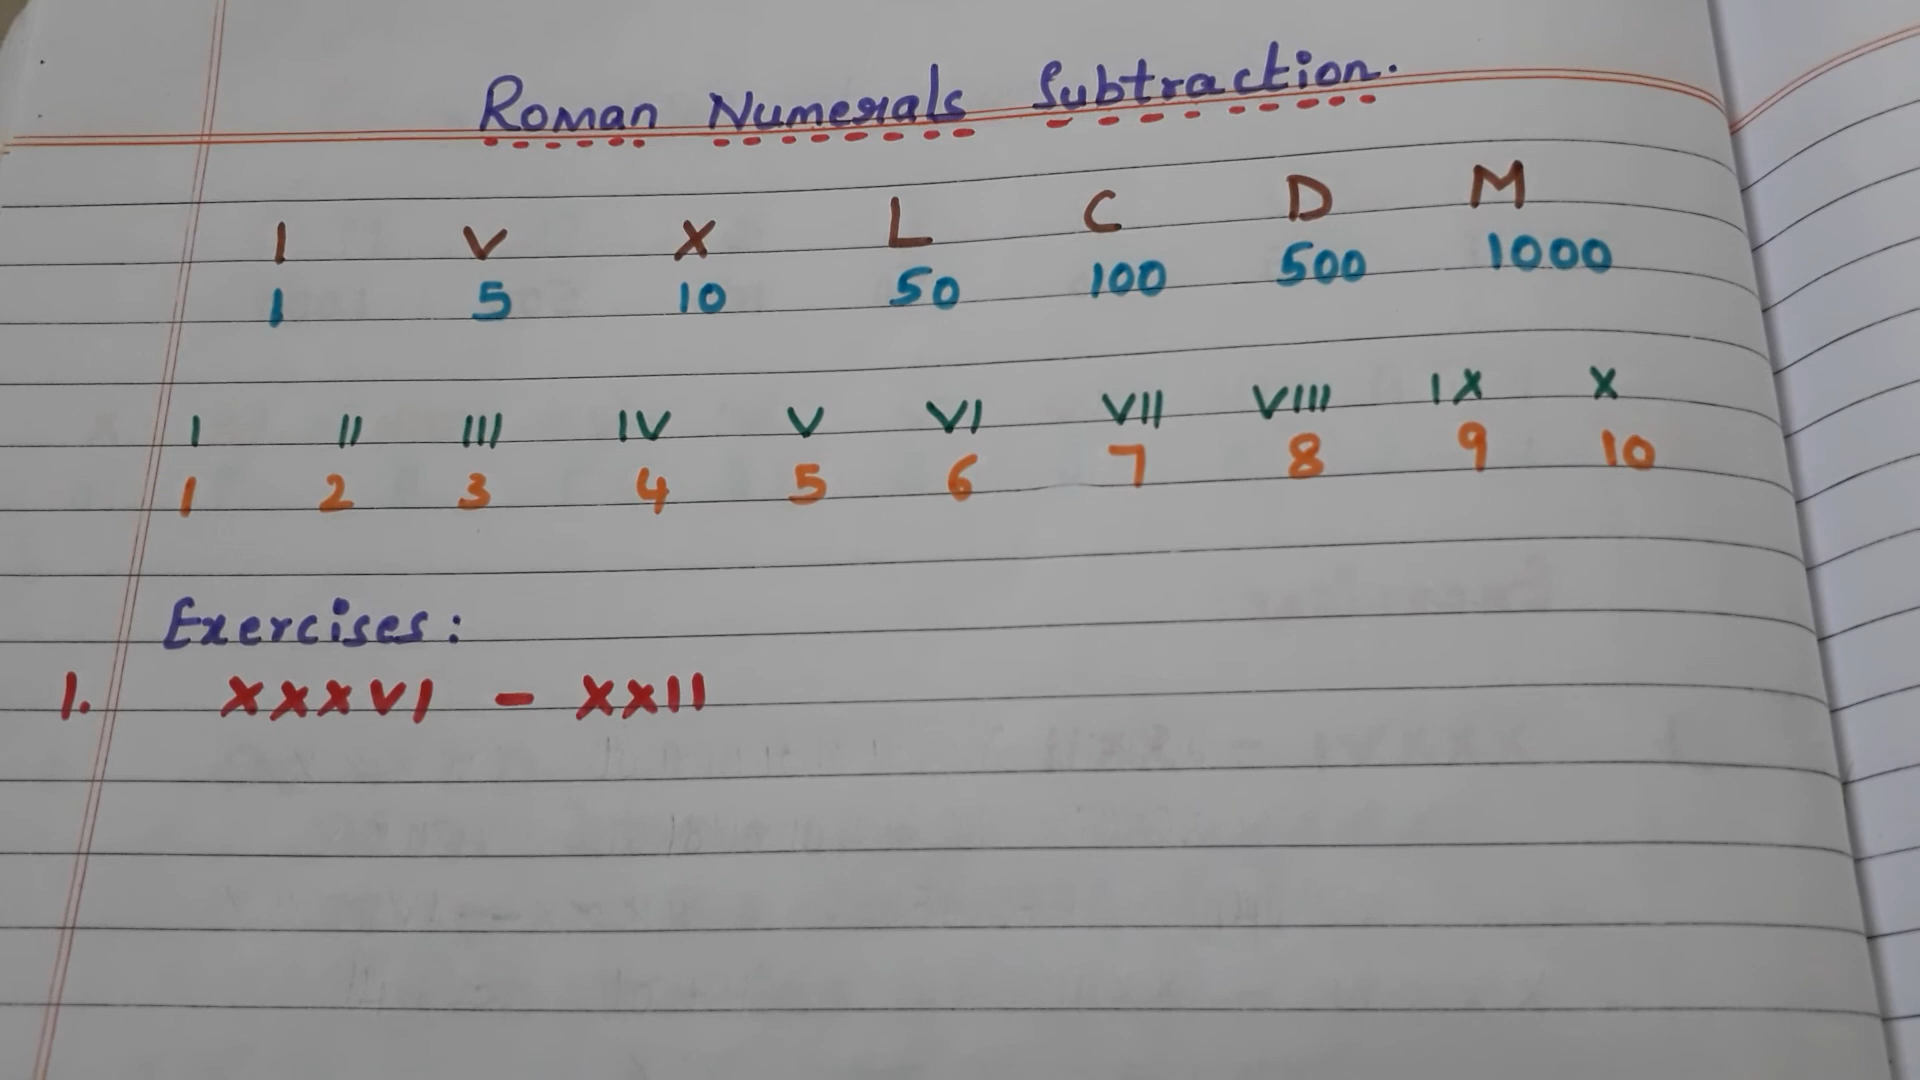 Roman Numerals Subtraction.
I V X L C D M
1 5 10 50 100 500 1000
I II III IV V VI VII VIII IX X
1 2 3 4 5 6 7 8 9 10
Exercises:
1. XXXVI - XXII